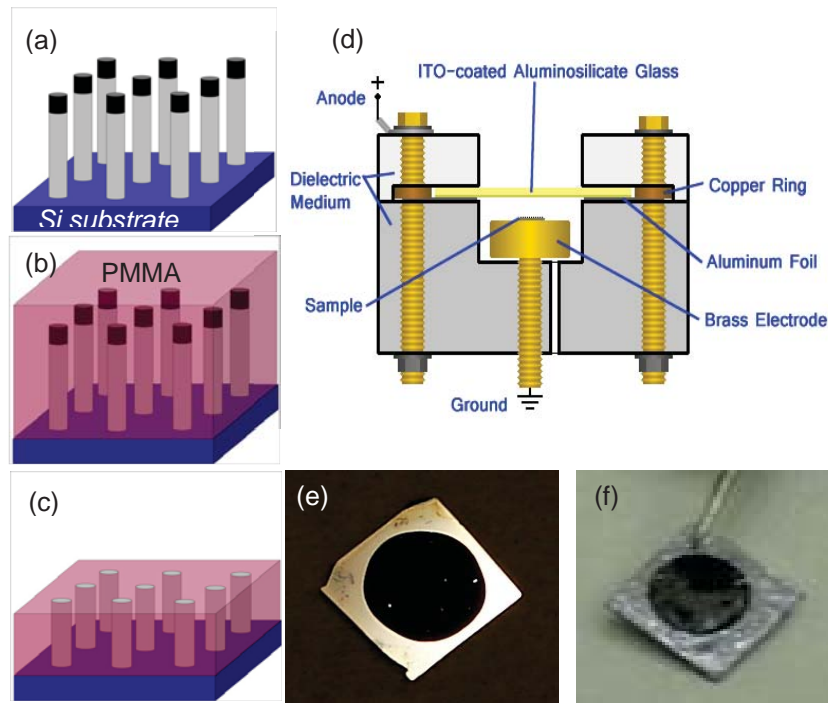 (a)
Si substrate
(b)
PMMA
(c)
(d)
ITO-coated Aluminosilicate Glass
+
Anode
Dielectric
Medium
Copper Ring
Aluminum Foil
Sample
Brass Electrode
Ground
(e)
(f)